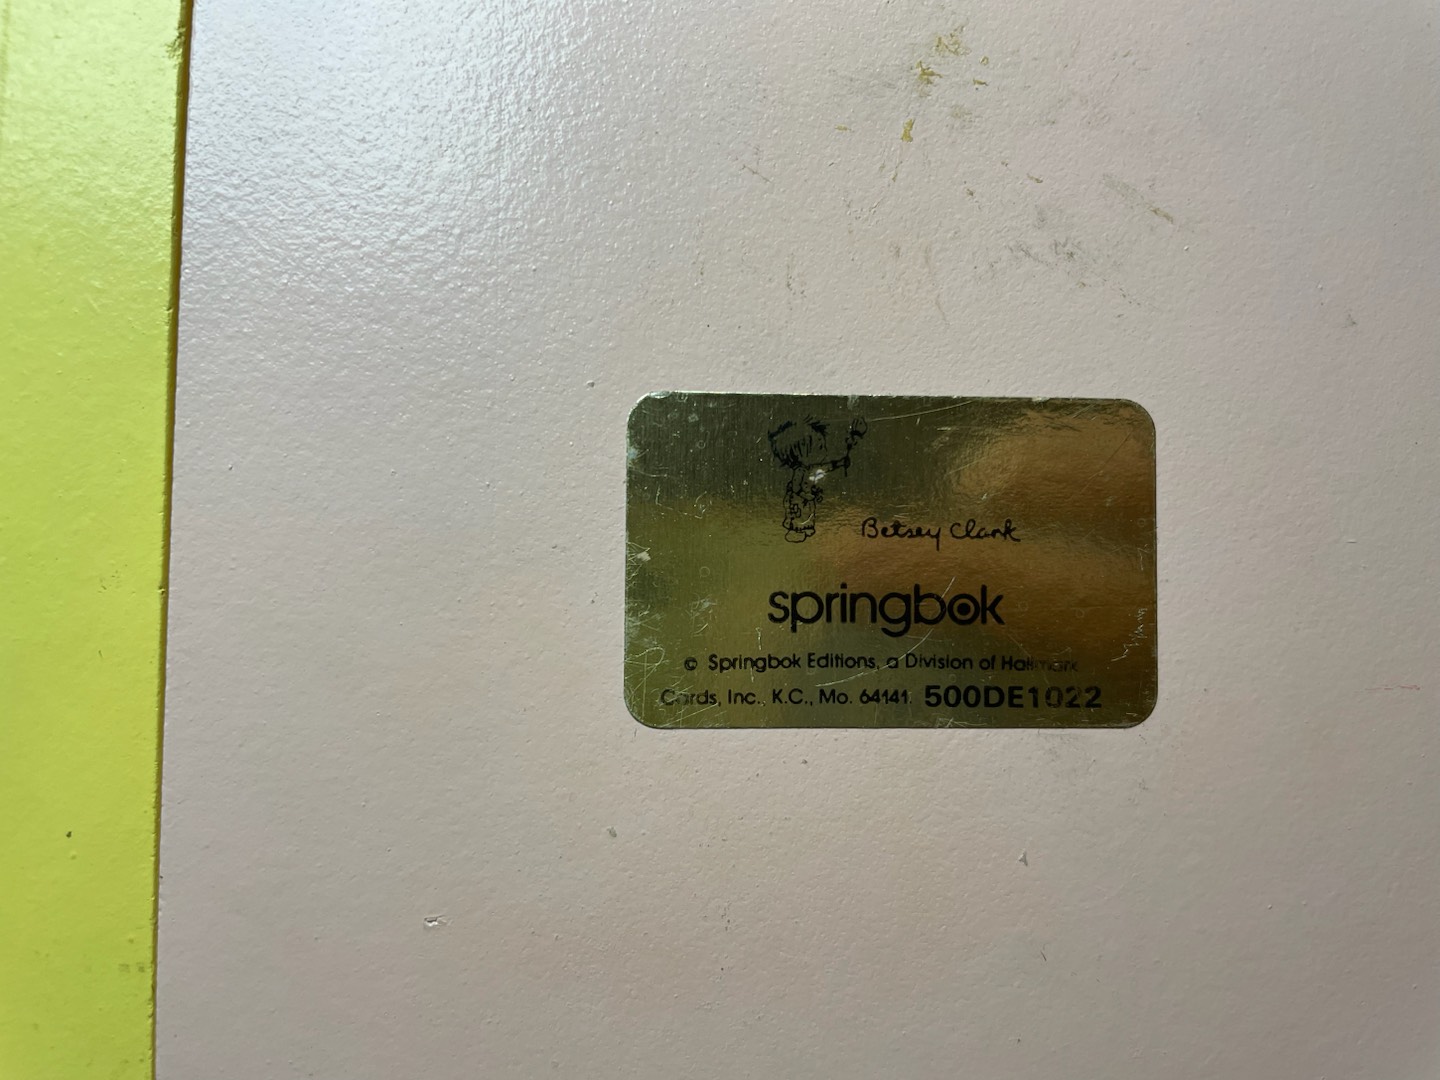 Betsey Clark
springbok
© Springbok Editions, a Division of Hallmark
Cards, Inc., K.C., Mo. 64141. 500DE1022